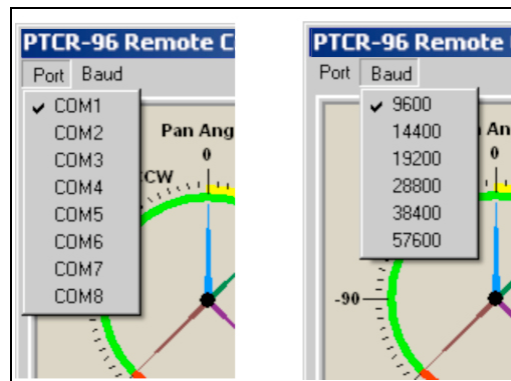 PTCR-96 Remote C
Port Baud
COM1
COM2
COM3
COM4
COM5
COM6
COM7
COM8
Pan Ang
0
CW
PTCR-96 Remote
Port Baud
9600
14400
19200
28800
38400
57600
An
0
-90